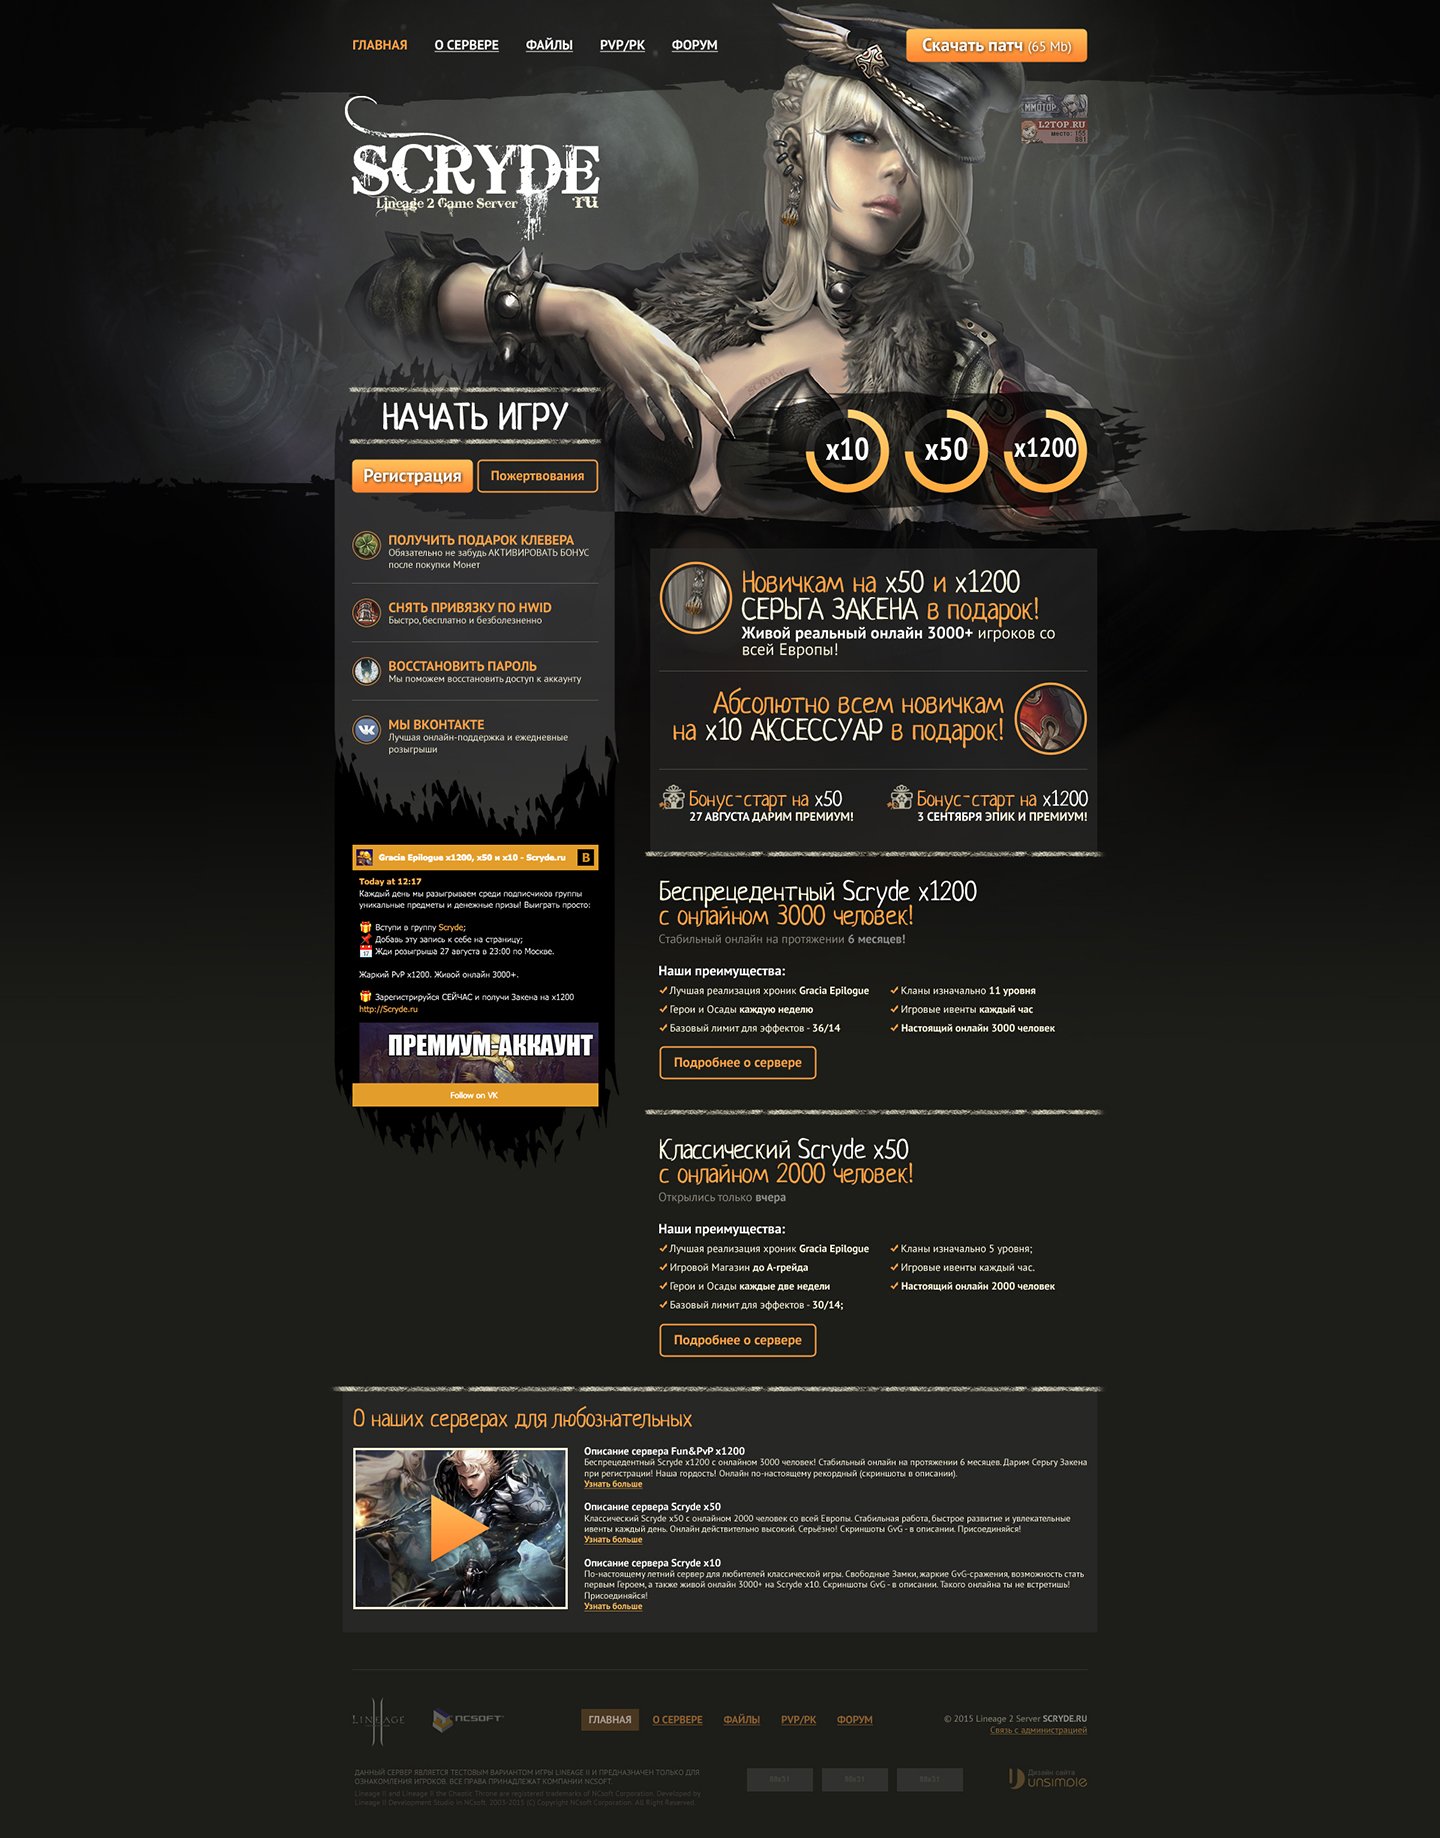 ГЛАВНАЯ О СЕРВЕРЕ ФАЙЛЫ PVP/PK ФОРУМ
Скачать патч (65 Mb)
ММОТОР
L2TOP.RU
место:
SCRYDE
Lineage 2 Game Server ru
SCRYDE
НАЧАТЬ ИГРУ
x10 x50 x1200
Регистрация Пожертвования
ПОЛУЧИТЬ ПОДАРОК КЛЕВЕРА
Обязательно не забудь АКТИВИРОВАТЬ БОНУС
после покупки Монет
СНЯТЬ ПРИВЯЗКУ ПО HWID
Быстро, бесплатно и безболезненно
ВОССТАНОВИТЬ ПАРОЛЬ
Мы поможем восстановить доступ к аккаунту
МЫ ВКОНТАКТЕ
Лучшая онлайн-поддержка и ежедневные
розыгрыши
Gracia Epilogue x1200, x50 и x10 - Scryde.ru B
Today at 12:17
Каждый день мы разыгрываем среди подписчиков группы
уникальные предметы и денежные призы! Выиграть просто:
Вступи в группу Scryde;
Добавь эту запись к себе на страницу;
Жди розыгрыша 27 августа в 23:00 по Москве.
Жаркий PvP x1200. Живой онлайн 3000+.
Зарегистрируйся СЕЙЧАС и получи Закена на x1200
http://Scryde.ru
ПРЕМИУМ-АККАУНТ
Follow on VK
Новичкам на x50 и x1200
СЕРЬГА ЗАКЕНА в подарок!
Живой реальный онлайн 3000+ игроков со
всей Европы!
Абсолютно всем новичкам
на x10 АКСЕССУАР в подарок!
Бонус-старт на x50
27 АВГУСТА ДАРИМ ПРЕМИУМ!
Бонус-старт на x1200
3 СЕНТЯБРЯ ЭПИК И ПРЕМИУМ!
Беспрецедентный Scryde x1200
с онлайном 3000 человек!
Стабильный онлайн на протяжении 6 месяцев!
Наши преимущества:
Лучшая реализация хроник Gracia Epilogue
Кланы изначально 11 уровня
Герои и Осады каждую неделю
Игровые ивенты каждый час
Базовый лимит для эффектов - 36/14
Настоящий онлайн 3000 человек
Подробнее о сервере
Классический Scryde x50
с онлайном 2000 человек!
Открылись только вчера
Наши преимущества:
Лучшая реализация хроник Gracia Epilogue
Кланы изначально 5 уровня;
Игровой Магазин до A-грейда
Игровые ивенты каждый час.
Герои и Осады каждые две недели
Настоящий онлайн 2000 человек
Базовый лимит для эффектов - 30/14;
Подробнее о сервере
О наших серверах для любознательных
Описание сервера Fun&PvP x1200
Беспрецедентный Scryde x1200 с онлайном 3000 человек! Стабильный онлайн на протяжении 6 месяцев. Дарим Серьгу Закена
при регистрации! Наша гордость! Онлайн по-настоящему рекордный (скриншоты в описании).
Узнать больше
Описание сервера Scryde x50
Классический Scryde x50 с онлайном 2000 человек со всей Европы. Стабильная работа, быстрое развитие и увлекательные
ивенты каждый день. Онлайн действительно высокий. Серьёзно! Скриншоты GvG - в описании. Присоединяйся!
Узнать больше
Описание сервера Scryde x10
По-настоящему летний сервер для любителей классической игры. Свободные Замки, жаркие GvG-сражения, возможность стать
первым Героем, а также живой онлайн 3000+ на Scryde x10. Скриншоты GvG - в описании. Такого онлайна ты не встретишь!
Присоединяйся!
Узнать больше
LINEAGE II
NCSOFT
ГЛАВНАЯ О СЕРВЕРЕ ФАЙЛЫ PVP/PK ФОРУМ
© 2015 Lineage 2 Server SCRYDE.RU
Связь с администрацией
ДАННЫЙ СЕРВЕР ЯВЛЯЕТСЯ ТЕСТОВЫМ ВАРИАНТОМ ИГРЫ LINEAGE II И ПРЕДНАЗНАЧЕН ТОЛЬКО ДЛЯ
ОЗНАКОМЛЕНИЯ ИГРОКОВ. ВСЕ ПРАВА ПРИНАДЛЕЖАТ КОМПАНИИ NCSOFT.
Lineage II and Lineage II the Chaotic Throne are registered trademarks of NCsoft Corporation. Developed by
Lineage II Development Studio in NCsoft, 2003-2015 (C) Copyright NCsoft Corporation. All Right Reserved.
88x31 88x31 88x31
Дизайн сайта
unsimple